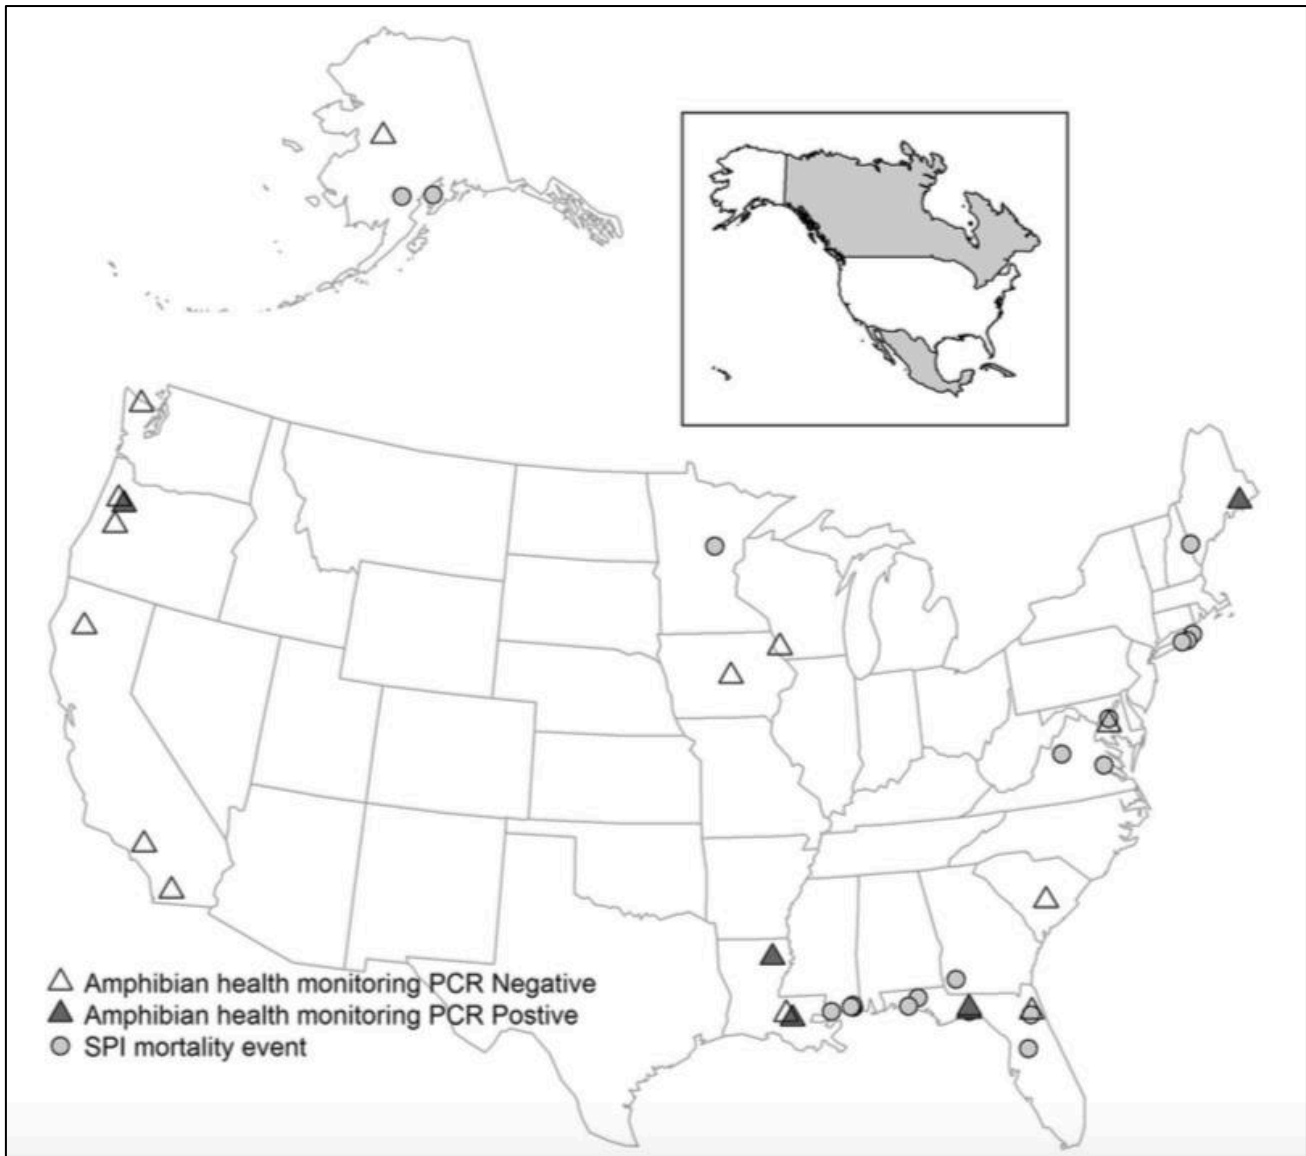 Amphibian health monitoring PCR Negative
Amphibian health monitoring PCR Postive
SPI mortality event